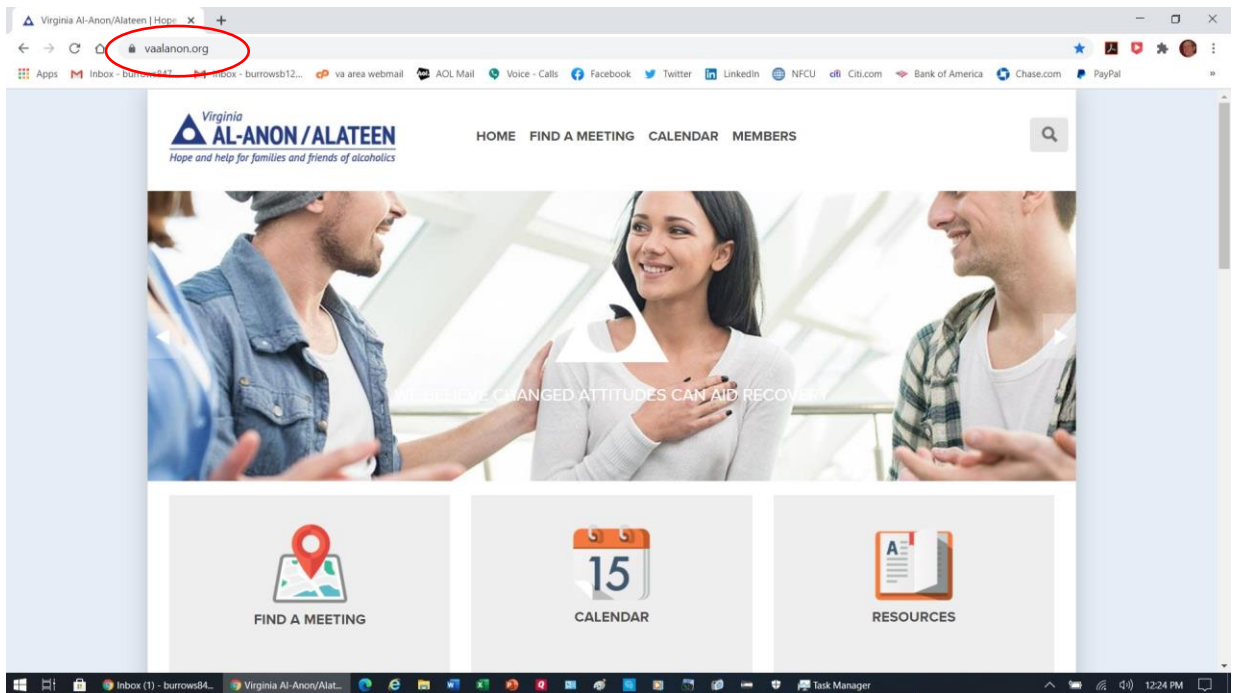 Virginia Al-Anon/Alateen | Hope
vaalanon.org
Apps Inbox - burrows847... Inbox - burrowsb12... va area webmail AOL Mail Voice - Calls Facebook Twitter LinkedIn NFCU Citi.com Bank of America Chase.com PayPal »
Virginia
AL-ANON / ALATEEN
Hope and help for families and friends of alcoholics
HOME FIND A MEETING CALENDAR MEMBERS
WE BELIEVE CHANGED ATTITUDES CAN AID RECOVERY
15
A
FIND A MEETING CALENDAR RESOURCES
Inbox (1) - burrows84... Virginia Al-Anon/Alat... Task Manager 12:24 PM